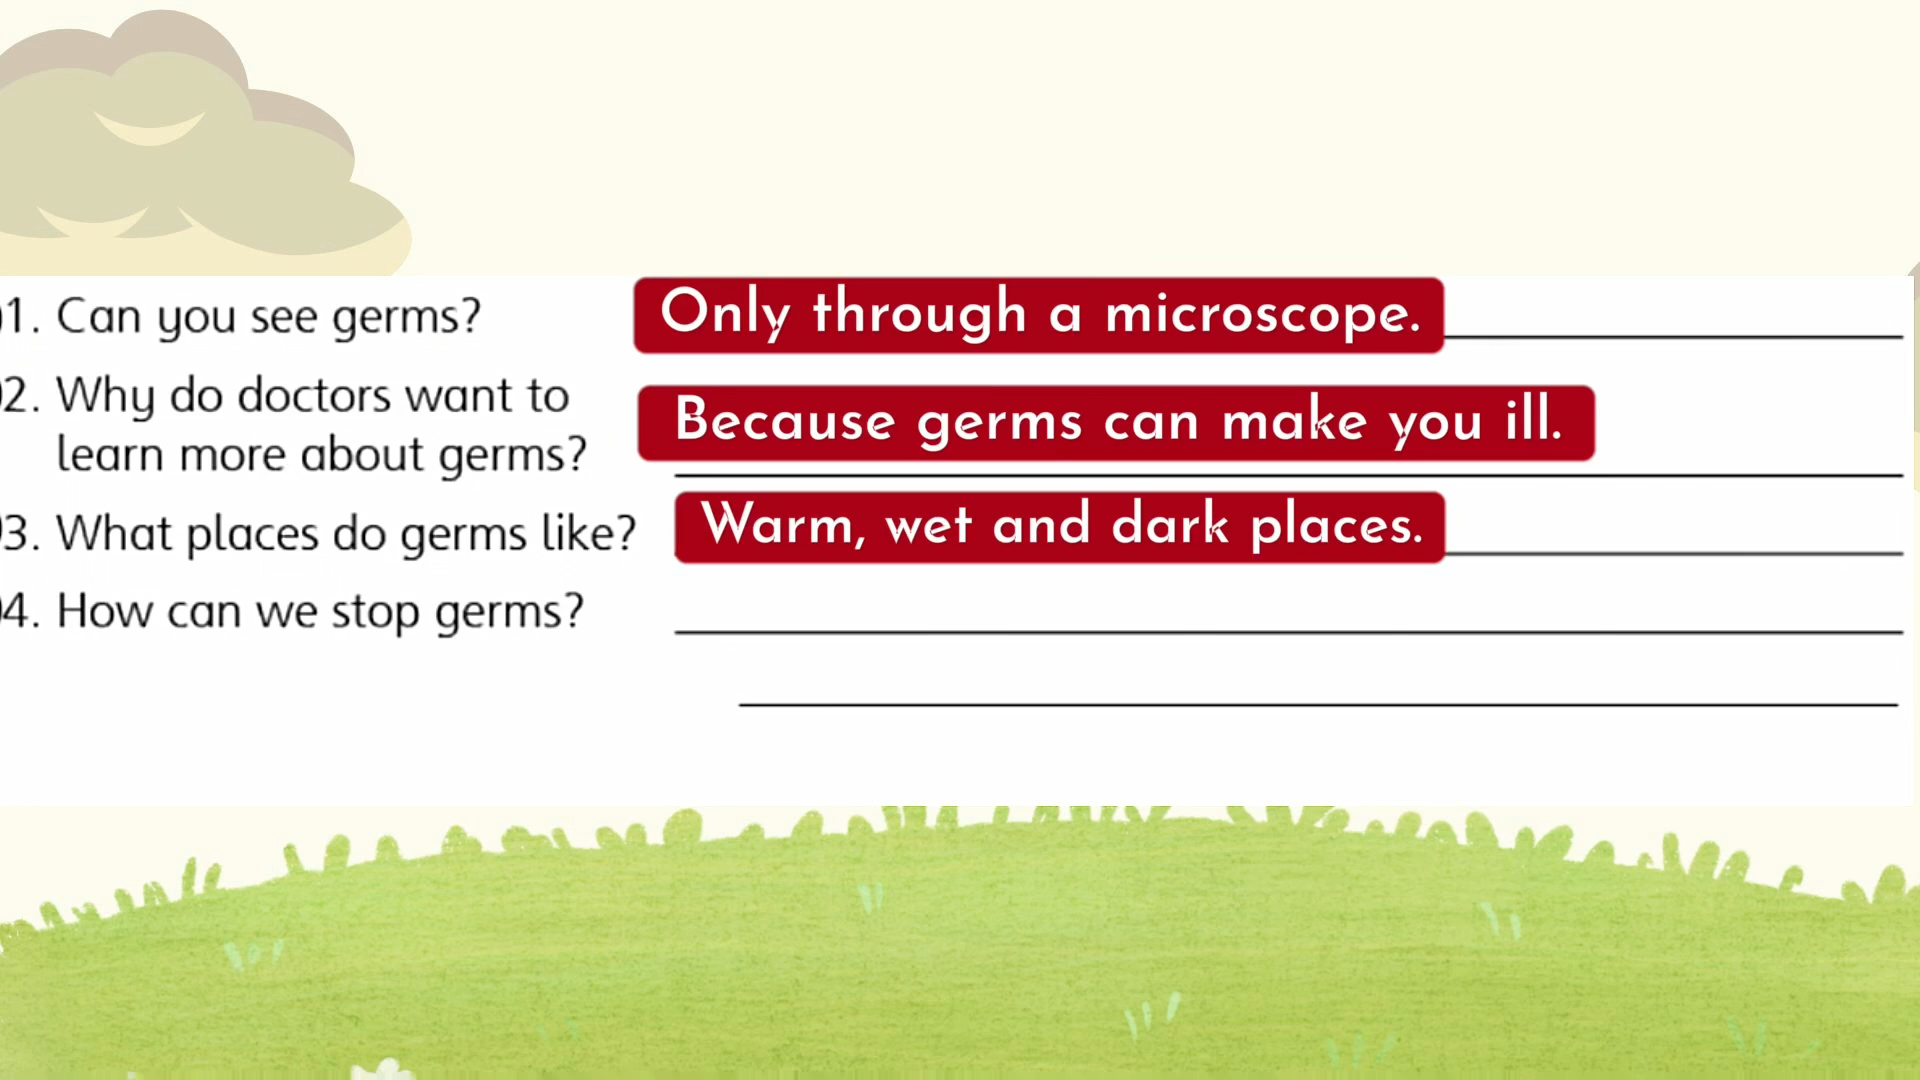 1. Can you see germs? Only through a microscope.
2. Why do doctors want to
learn more about germs? Because germs can make you ill.
3. What places do germs like? Warm, wet and dark places.
4. How can we stop germs?